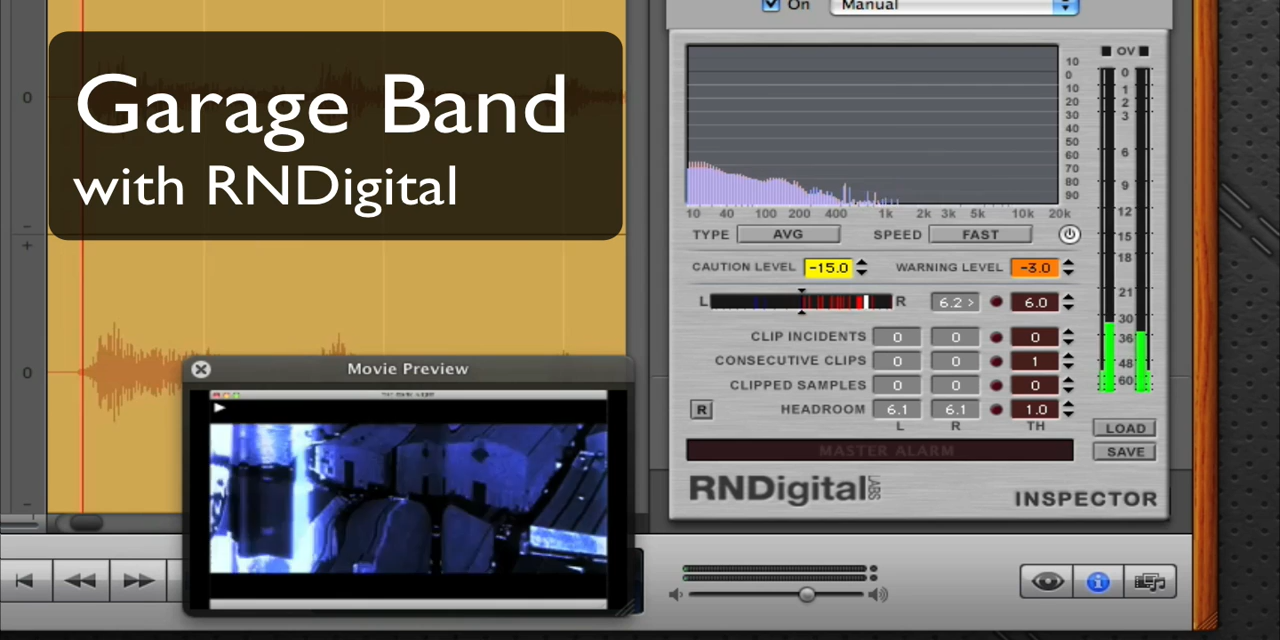 Garage Band
with RNDigital
On
Manual
OV
10
0
10
20
30
40
50
60
70
80
90
10 40 100 200 400 1k 2k 3k 5k 10k 20k
0
1
2
3
6
9
12
15
18
21
30
36
48
60
TYPE AVG SPEED FAST
CAUTION LEVEL -15.0 WARNING LEVEL -3.0
L R 6.2 > 6.0
CLIP INCIDENTS 0 0 0
CONSECUTIVE CLIPS 0 0 1
CLIPPED SAMPLES 0 0 0
R HEADROOM 6.1 6.1 1.0
L R TH
LOAD
SAVE
MASTER ALARM
RNDigital LABS
INSPECTOR
0
0
Movie Preview